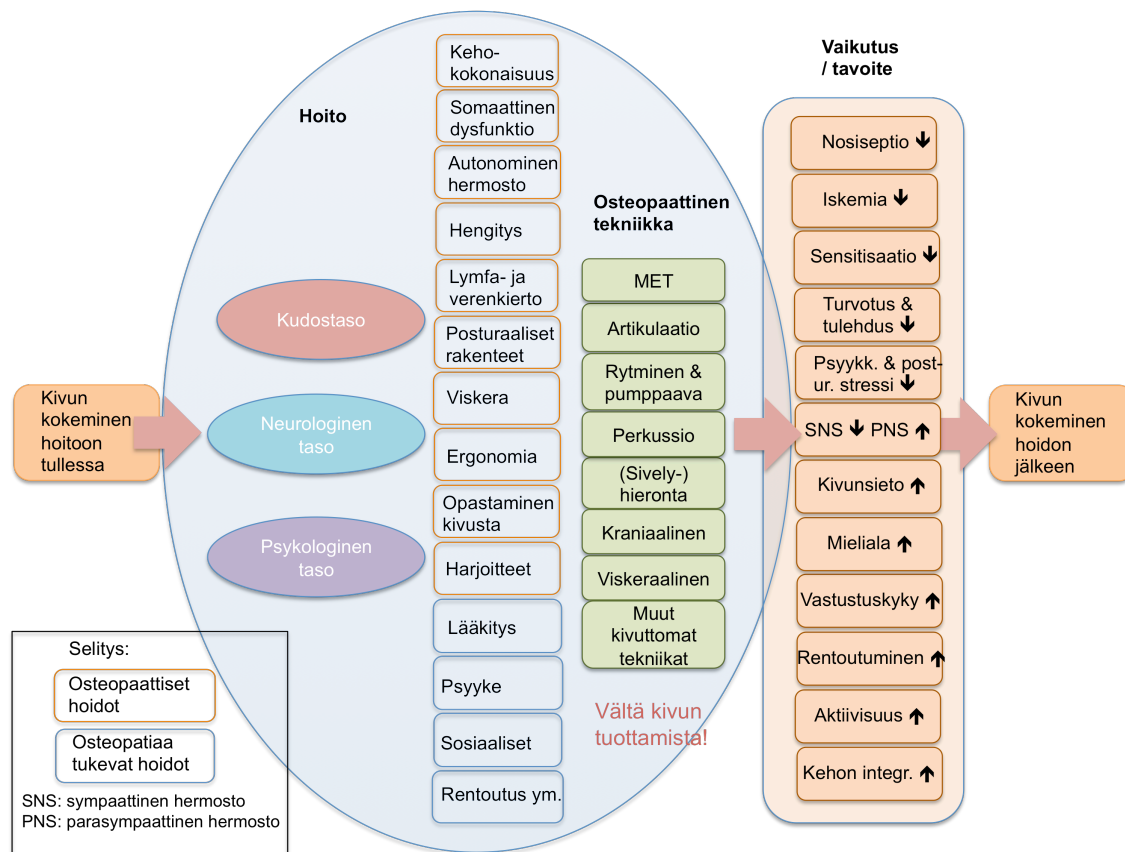 Hoito
Keho-
kokonaisuus
Somaattinen
dysfunktio
Autonominen
hermosto
Hengitys
Lymfa- ja
verenkierto
Posturaaliset
rakenteet
Viskera
Ergonomia
Opastaminen
kivusta
Harjoitteet
Lääkitys
Psyyke
Sosiaaliset
Rentoutus ym.
Kudostaso
Neurologinen
taso
Psykologinen
taso
Kivun
kokeminen
hoitoon
tullessa
Osteopaattinen
tekniikka
MET
Artikulaatio
Rytminen &
pumppaava
Perkussio
(Sively-)
hieronta
Kraniaalinen
Viskeraalinen
Muut
kivuttomat
tekniikat
Vältä kivun
tuottamista!
Vaikutus
/ tavoite
Nosiseptio ↓
Iskemia ↓
Sensitisaatio ↓
Turvotus &
tulehdus ↓
Psyykk. & post-
ur. stressi ↓
SNS ↓ PNS ↑
Kivunsieto ↑
Mieliala ↑
Vastustuskyky ↑
Rentoutuminen ↑
Aktiivisuus ↑
Kehon integr. ↑
Kivun
kokeminen
hoidon
jälkeen
Selitys:
Osteopaattiset
hoidot
Osteopatiaa
tukevat hoidot
SNS: sympaattinen hermosto
PNS: parasympaattinen hermosto